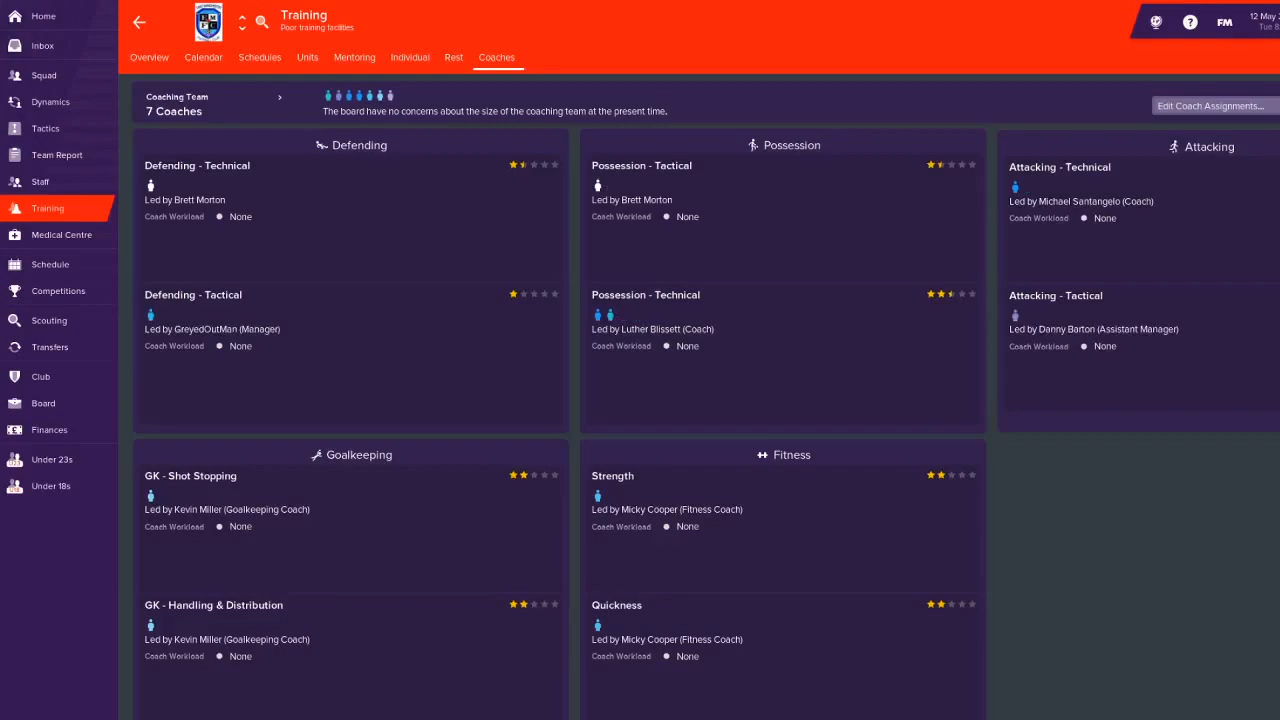 Home
Inbox
Squad
Dynamics
Tactics
Team Report
Staff
Training
Medical Centre
Schedule
Competitions
Scouting
Transfers
Club
Board
Finances
Under 23s
Under 18s
Training
Poor training facilities
FM
12 May
Tue
Overview
Calendar
Schedules
Units
Mentoring
Individual
Rest
Coaches
Coaching Team
7 Coaches
The board have no concerns about the size of the coaching team at the present time.
Edit Coach Assignments...
Defending
Defending - Technical
Led by Brett Morton
Coach Workload None
Defending - Tactical
Led by GreyedOutMan (Manager)
Coach Workload None
Possession
Possession - Tactical
Led by Brett Morton
Coach Workload None
Possession - Technical
Led by Luther Blissett (Coach)
Coach Workload None
Attacking
Attacking - Technical
Led by Michael Santangelo (Coach)
Coach Workload None
Attacking - Tactical
Led by Danny Barton (Assistant Manager)
Coach Workload None
Goalkeeping
GK - Shot Stopping
Led by Kevin Miller (Goalkeeping Coach)
Coach Workload None
GK - Handling & Distribution
Led by Kevin Miller (Goalkeeping Coach)
Coach Workload None
Fitness
Strength
Led by Micky Cooper (Fitness Coach)
Coach Workload None
Quickness
Led by Micky Cooper (Fitness Coach)
Coach Workload None